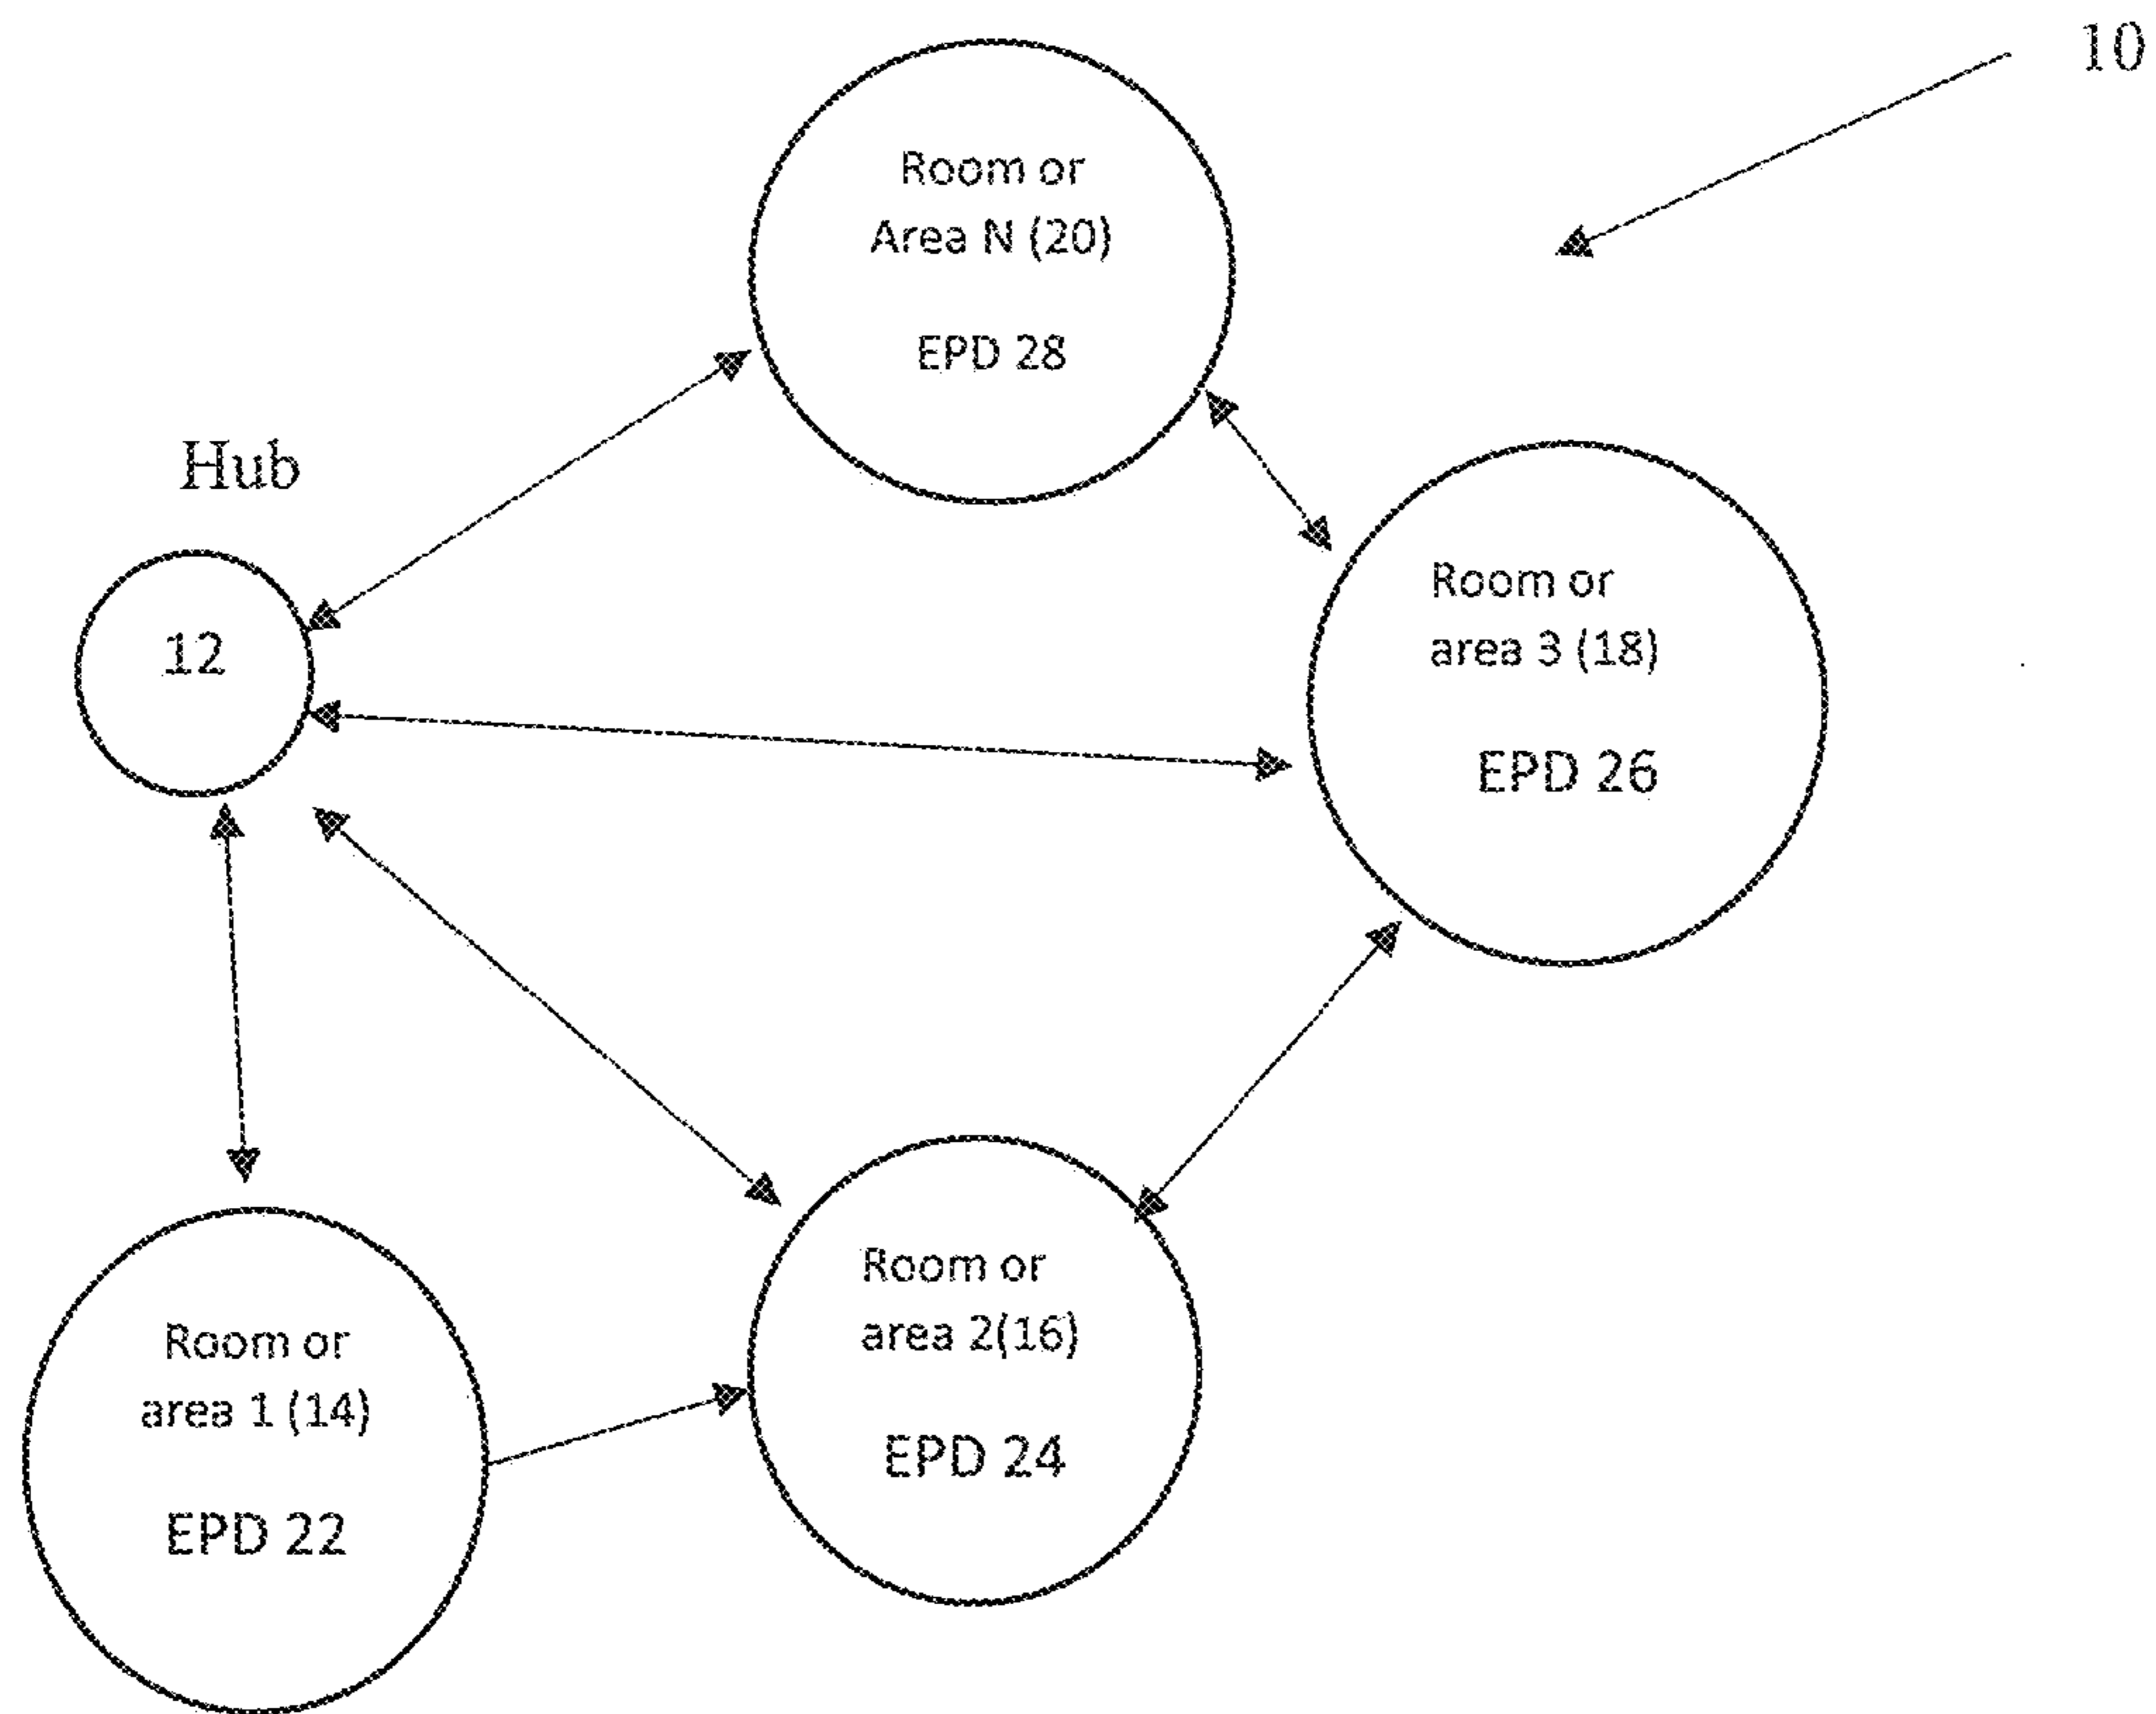 10
Room or
Area N (20)
EPD 28
Hub
12
Room or
area 3 (18)
EPD 26
Room or
area 2(16)
EPD 24
Room or
area 1 (14)
EPD 22